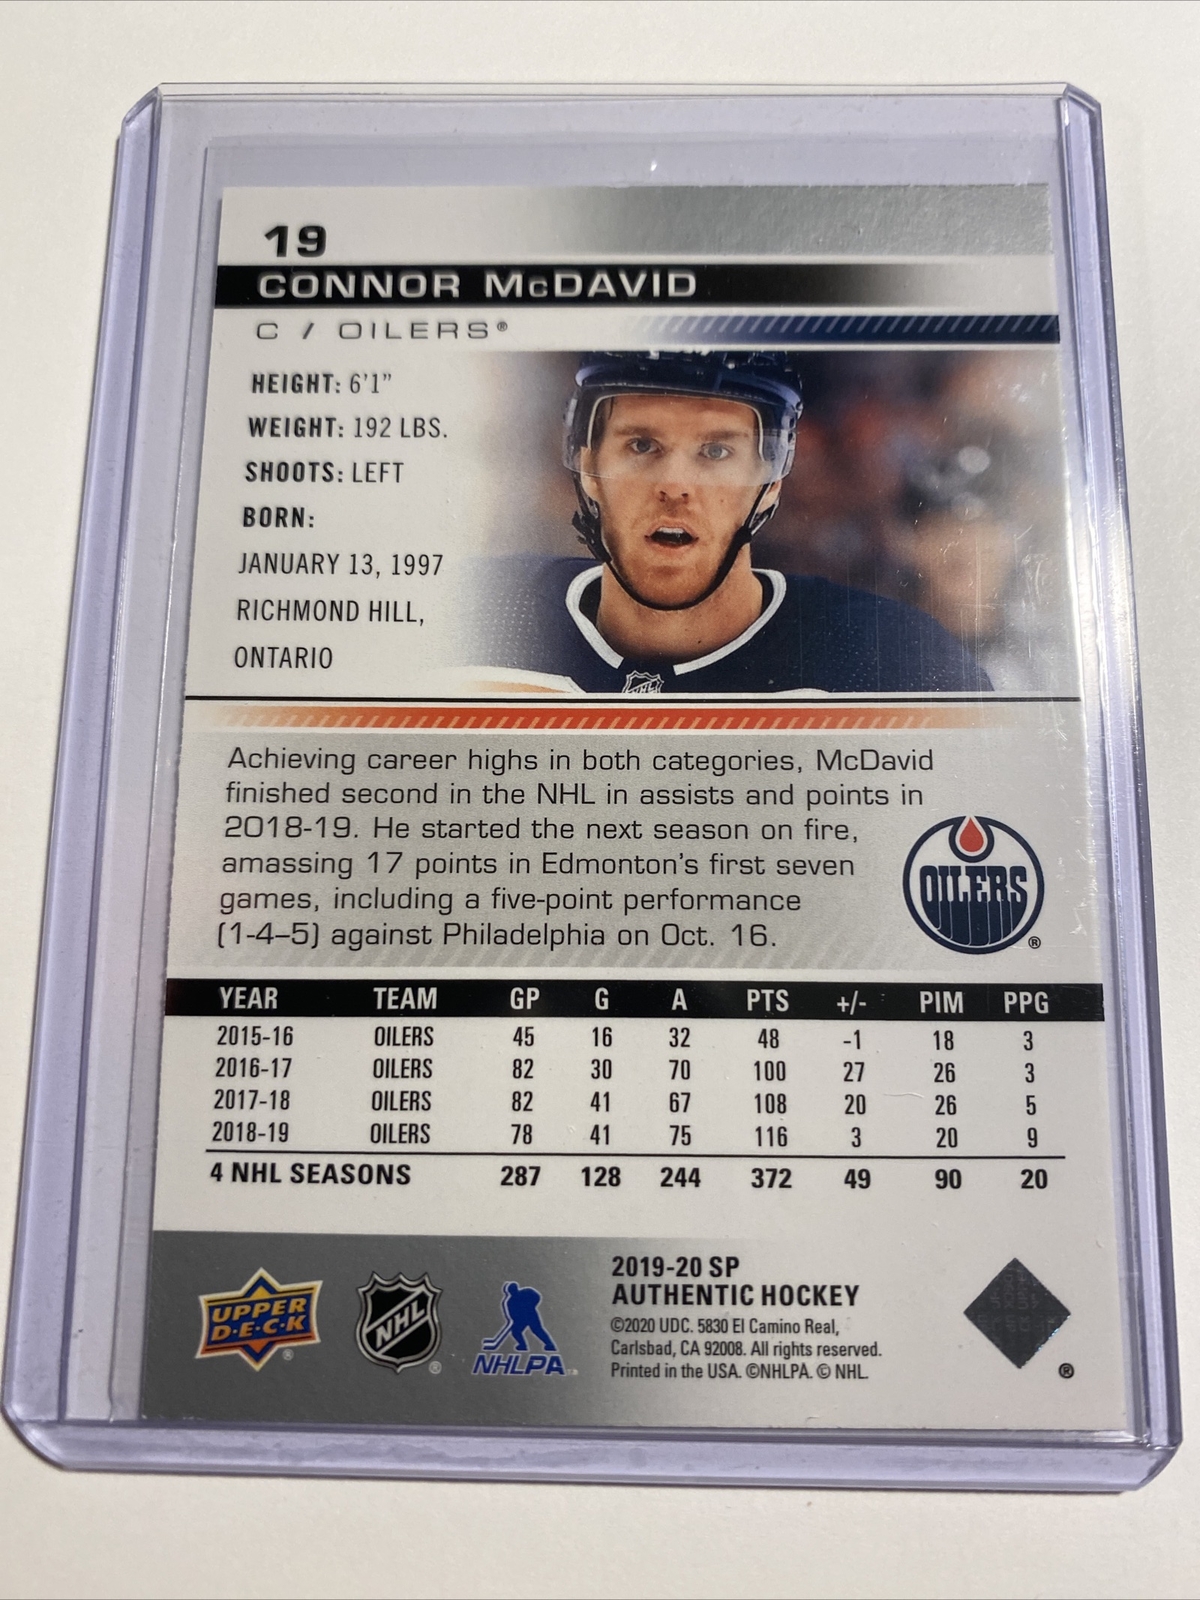 19
CONNOR McDAVID
C / OILERS®
HEIGHT: 6'1"
WEIGHT: 192 LBS.
SHOOTS: LEFT
BORN:
JANUARY 13, 1997
RICHMOND HILL,
ONTARIO
NHL
Achieving career highs in both categories, McDavid
finished second in the NHL in assists and points in
2018-19. He started the next season on fire,
amassing 17 points in Edmonton's first seven
games, including a five-point performance
(1-4–5) against Philadelphia on Oct. 16.
OILERS
®
YEAR TEAM GP G A PTS +/- PIM PPG
2015-16 OILERS 45 16 32 48 -1 18 3
2016-17 OILERS 82 30 70 100 27 26 3
2017-18 OILERS 82 41 67 108 20 26 5
2018-19 OILERS 78 41 75 116 3 20 9
4 NHL SEASONS 287 128 244 372 49 90 20
UPPER
D·E·C·K
®
NHL
®
NHLPA
2019-20 SP
AUTHENTIC HOCKEY
©2020 UDC. 5830 El Camino Real,
Carlsbad, CA 92008. All rights reserved.
Printed in the USA. ©NHLPA. © NHL.
®